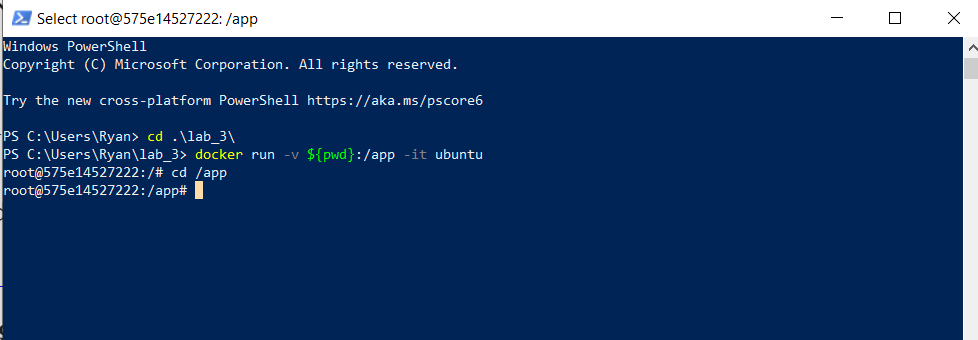 Select root@575e14527222: /app
Windows PowerShell
Copyright (C) Microsoft Corporation. All rights reserved.
Try the new cross-platform PowerShell https://aka.ms/pscore6
PS C:\Users\Ryan> cd .\lab_3\
PS C:\Users\Ryan\lab_3> docker run -v ${pwd}:/app -it ubuntu
root@575e14527222:/# cd /app
root@575e14527222:/app#